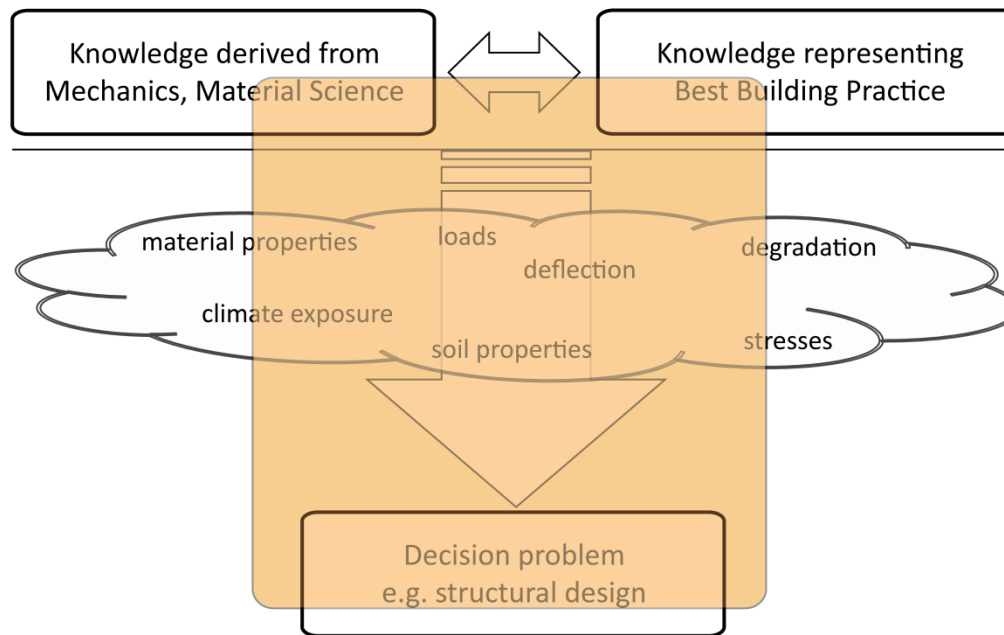 Knowledge derived from
Mechanics, Material Science
Knowledge representing
Best Building Practice
material properties
loads
degradation
deflection
climate exposure
soil properties
stresses
Decision problem
e.g. structural design